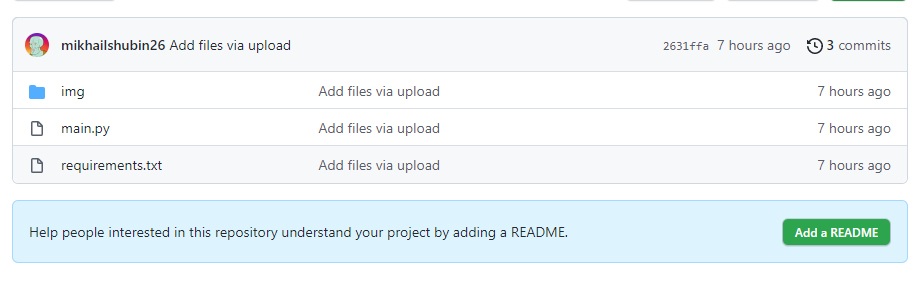 mikhailshubin26 Add files via upload 2631ffa 7 hours ago 3 commits
img Add files via upload 7 hours ago
main.py Add files via upload 7 hours ago
requirements.txt Add files via upload 7 hours ago
Help people interested in this repository understand your project by adding a README. Add a README